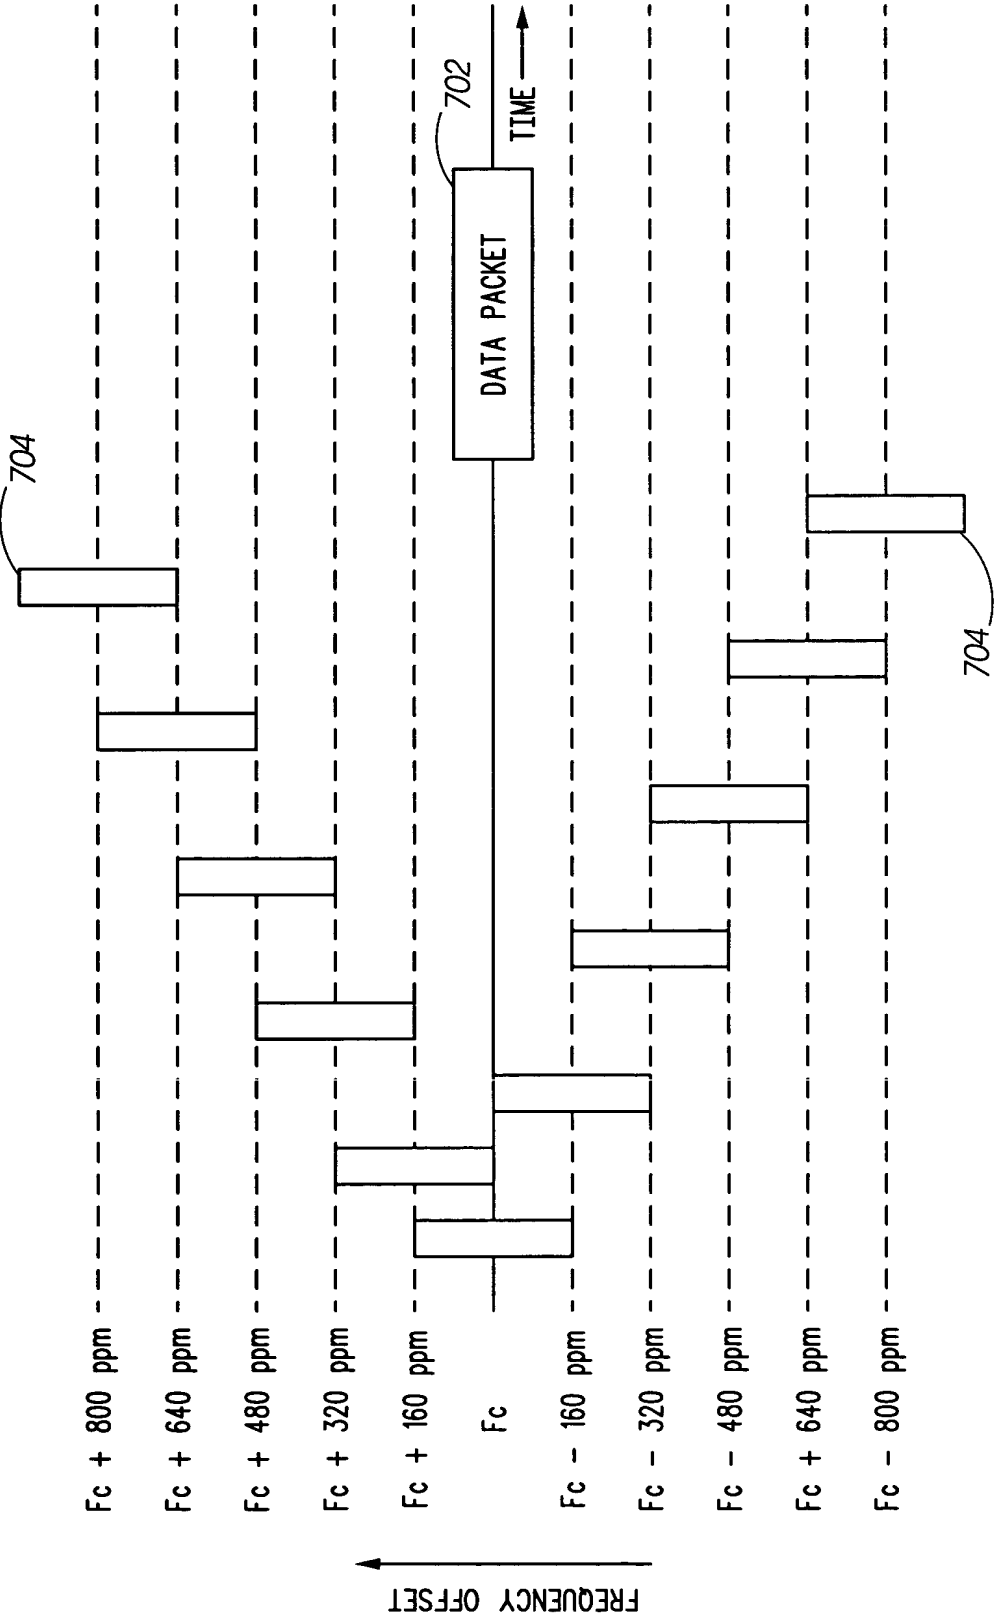 704
Fc + 800 ppm
Fc + 640 ppm
Fc + 480 ppm
Fc + 320 ppm
Fc + 160 ppm
702
Fc
DATA PACKET
TIME
Fc - 160 ppm
Fc - 320 ppm
Fc - 480 ppm
Fc + 640 ppm
Fc - 800 ppm
704
FREQUENCY OFFSET